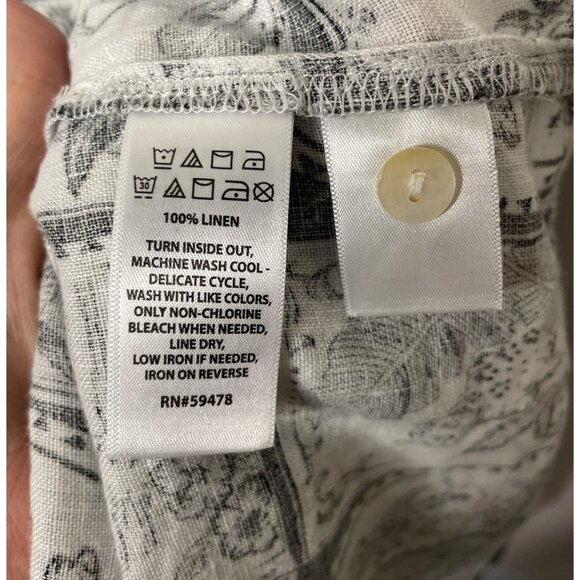 30
100% LINEN
TURN INSIDE OUT,
MACHINE WASH COOL -
DELICATE CYCLE,
WASH WITH LIKE COLORS,
ONLY NON-CHLORINE
BLEACH WHEN NEEDED,
LINE DRY,
LOW IRON IF NEEDED,
IRON ON REVERSE
RN#59478